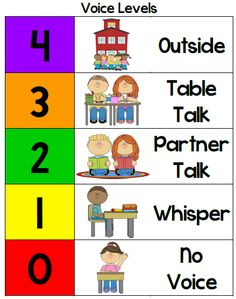 Voice Levels
4 Outside
3 Table
Talk
2 Partner
Talk
1 Whisper
0 No
Voice